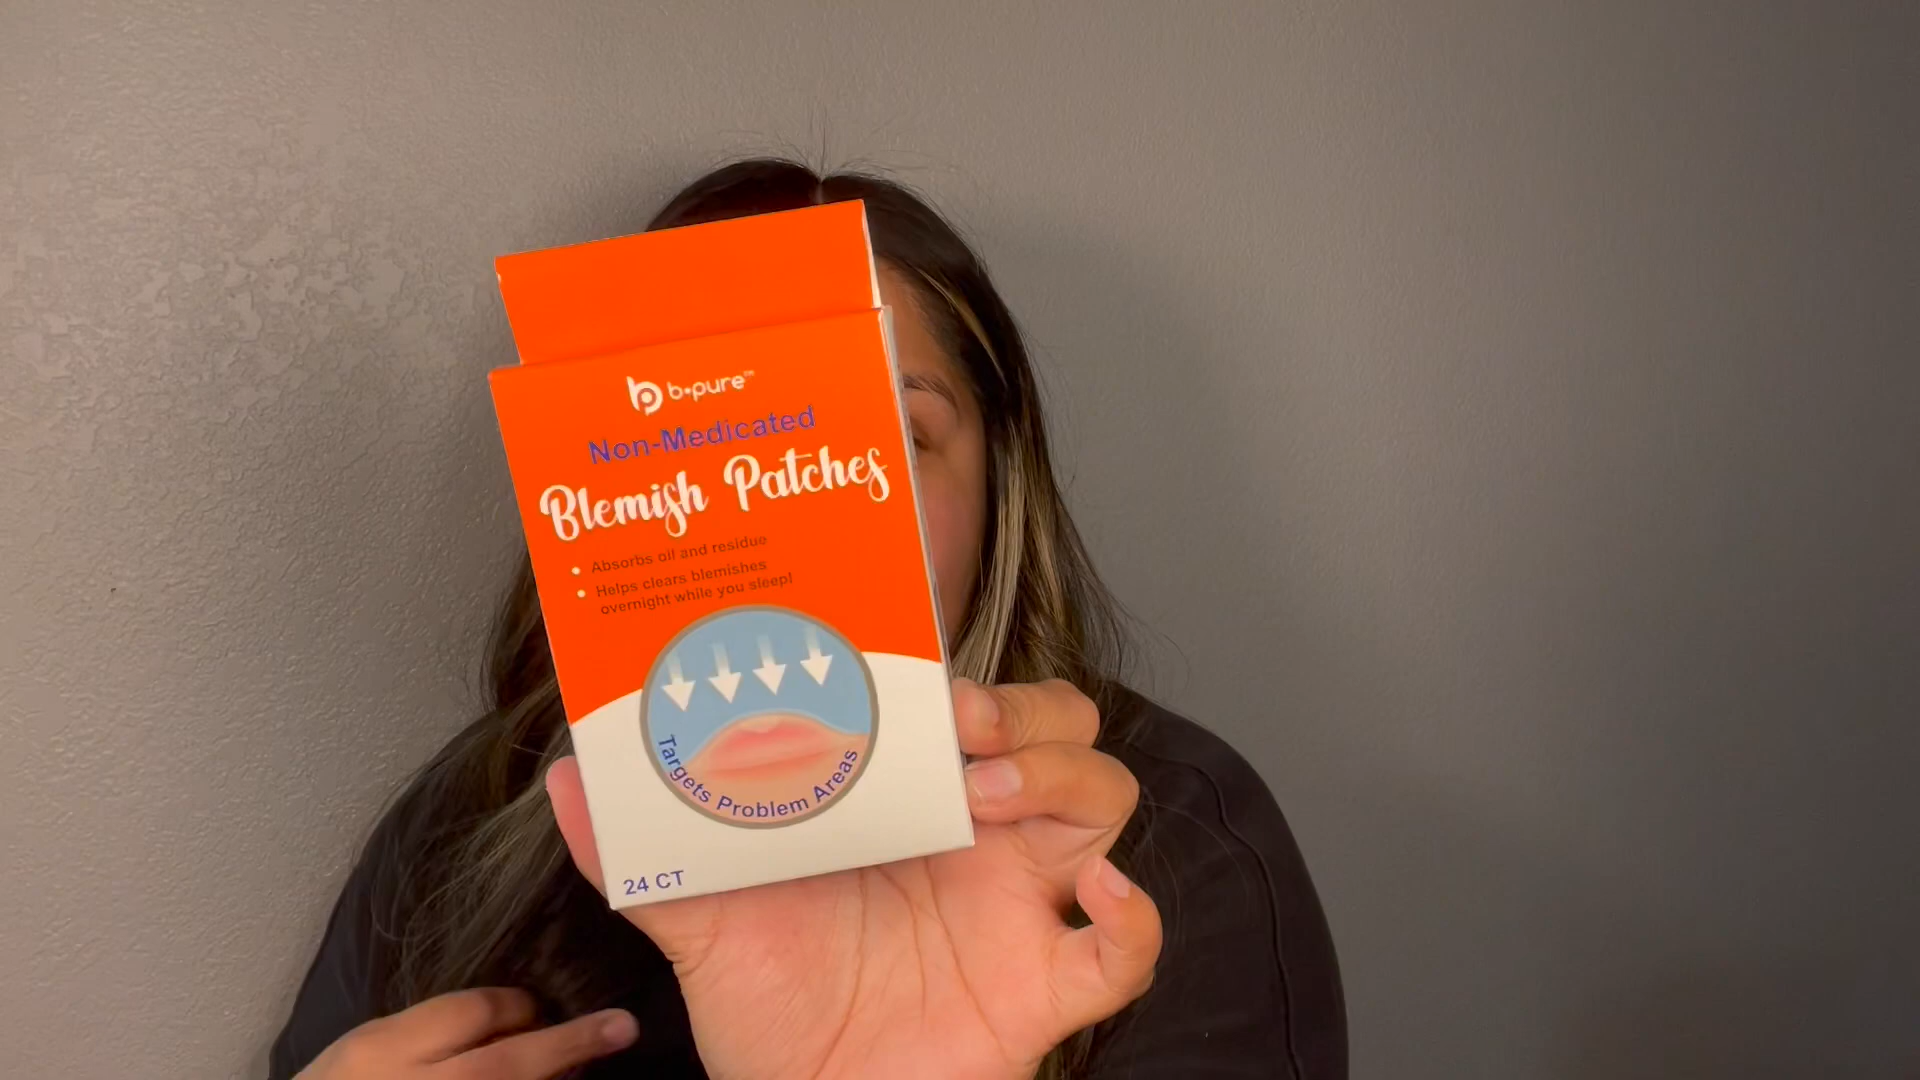 b•pure™
Non-Medicated
Blemish Patches
• Absorbs oil and residue
• Helps clears blemishes
overnight while you sleep!
Targets Problem Areas
24 CT